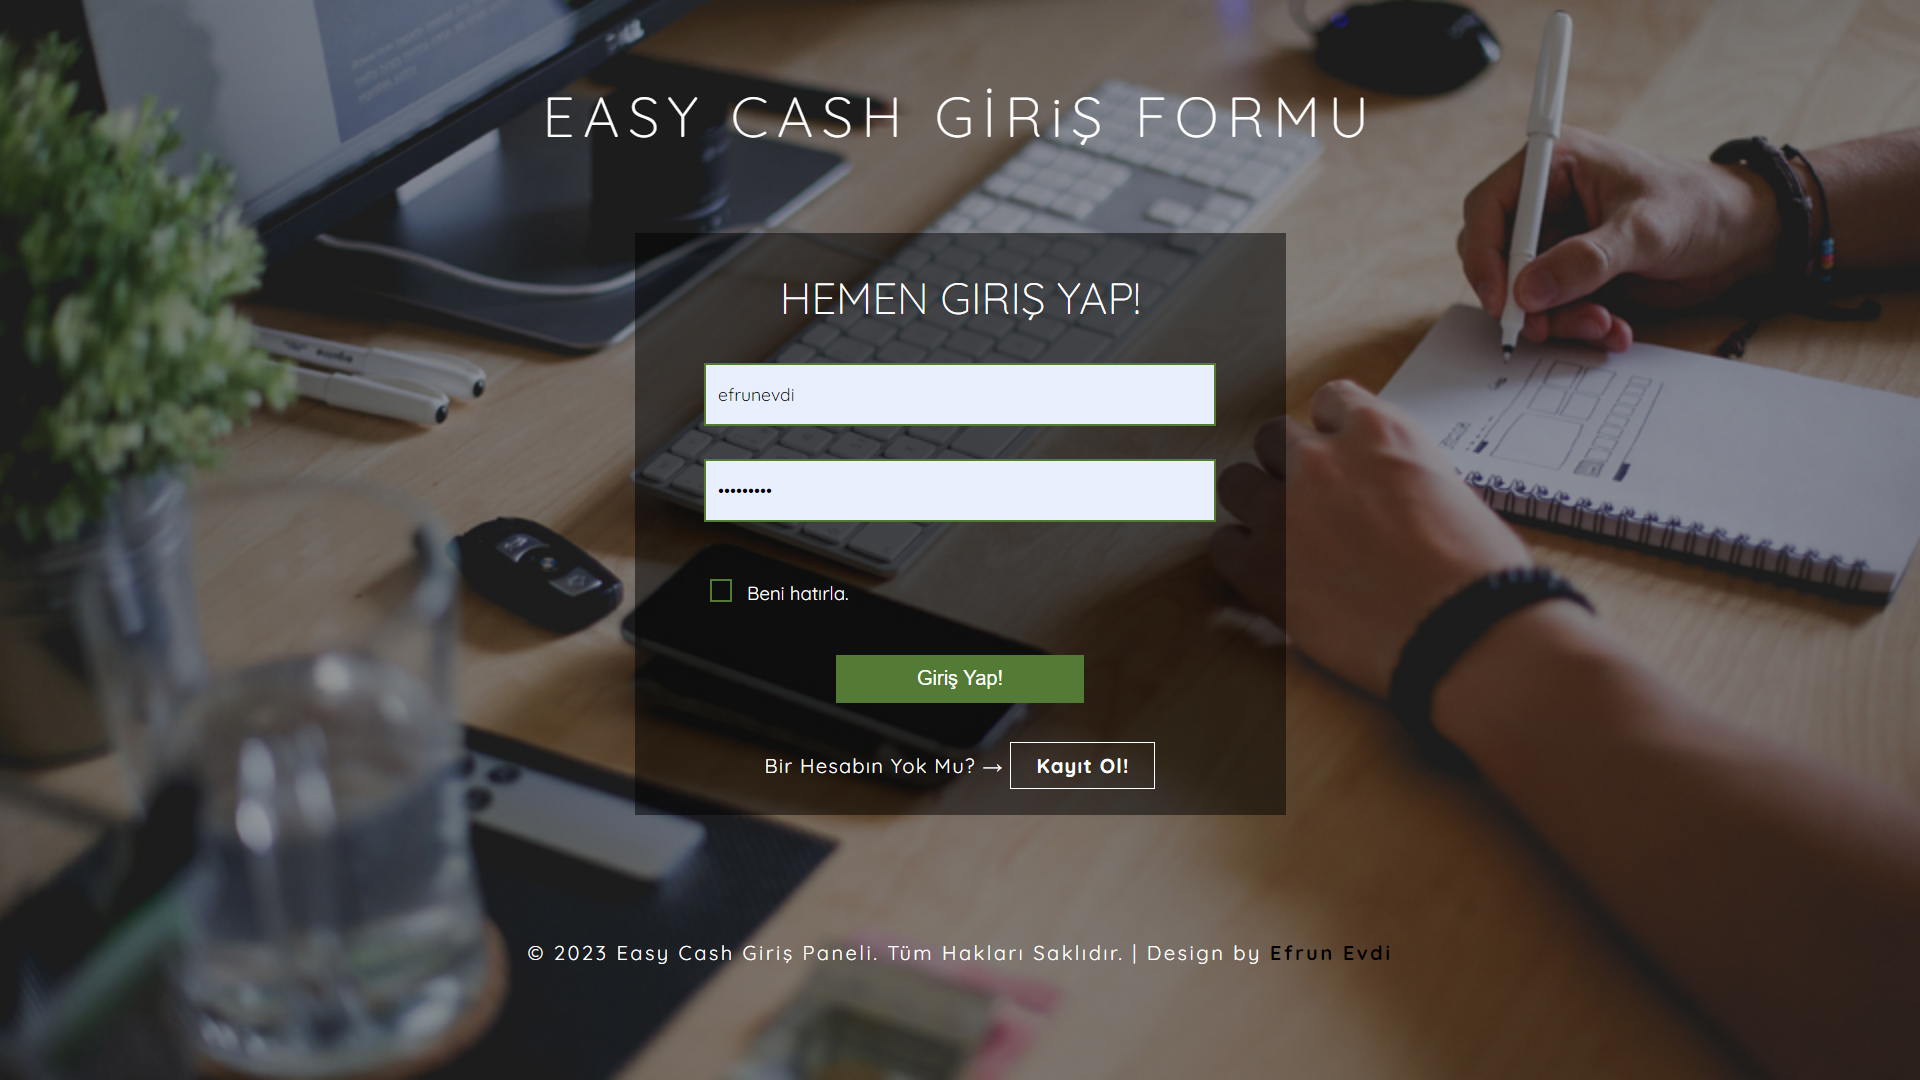 EASY CASH GİRiŞ FORMU
HEMEN GIRIŞ YAP!
efrunevdi
•••••••••
Beni hatırla.
Giriş Yap!
Bir Hesabın Yok Mu? → Kayıt Ol!
© 2023 Easy Cash Giriş Paneli. Tüm Hakları Saklıdır. | Design by Efrun Evdi